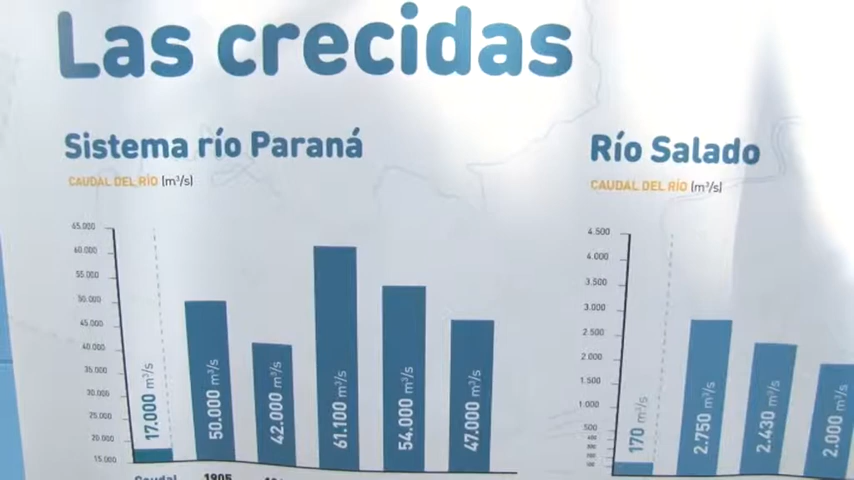 Las crecidas
Sistema río Paraná
CAUDAL DEL RÍO (m³/s)
65.000
60.000
55.000
50.000
45.000
40.000
35.000
30.000
25.000
20.000
15.000
17.000 m³/s
50.000 m³/s
42.000 m³/s
61.100 m³/s
54.000 m³/s
47.000 m³/s
Caudal
1905
Río Salado
CAUDAL DEL RÍO (m³/s)
4.500
4.000
3.500
3.000
2.500
2.000
1.500
1.000
500
170 m³/s
2.750 m³/s
2.430 m³/s
2.000 m³/s